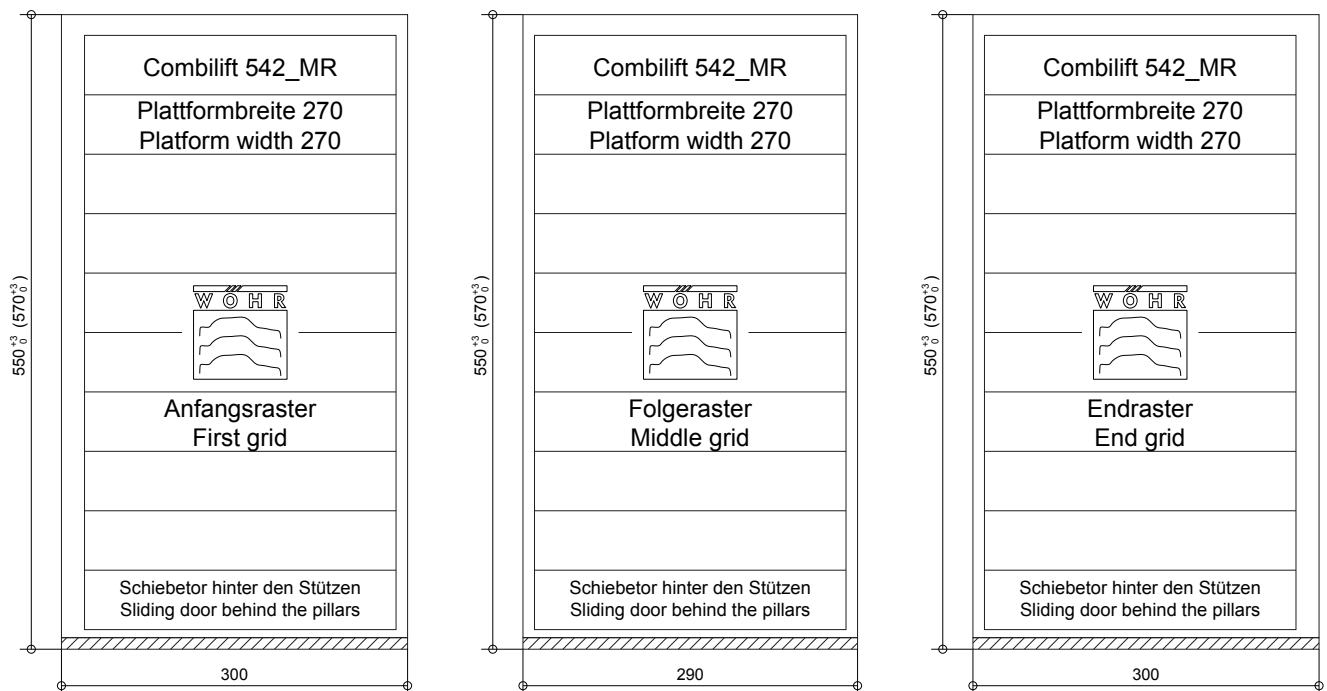 Combilift 542_MR
Plattformbreite 270
Platform width 270
WÖHR
Anfangsraster
First grid
Schiebetor hinter den Stützen
Sliding door behind the pillars
550 +3 0 (570 +3 0)
300
Combilift 542_MR
Plattformbreite 270
Platform width 270
WÖHR
Folgeraster
Middle grid
Schiebetor hinter den Stützen
Sliding door behind the pillars
550 +3 0 (570 +3 0)
290
Combilift 542_MR
Plattformbreite 270
Platform width 270
WÖHR
Endraster
End grid
Schiebetor hinter den Stützen
Sliding door behind the pillars
550 +3 0 (570 +3 0)
300